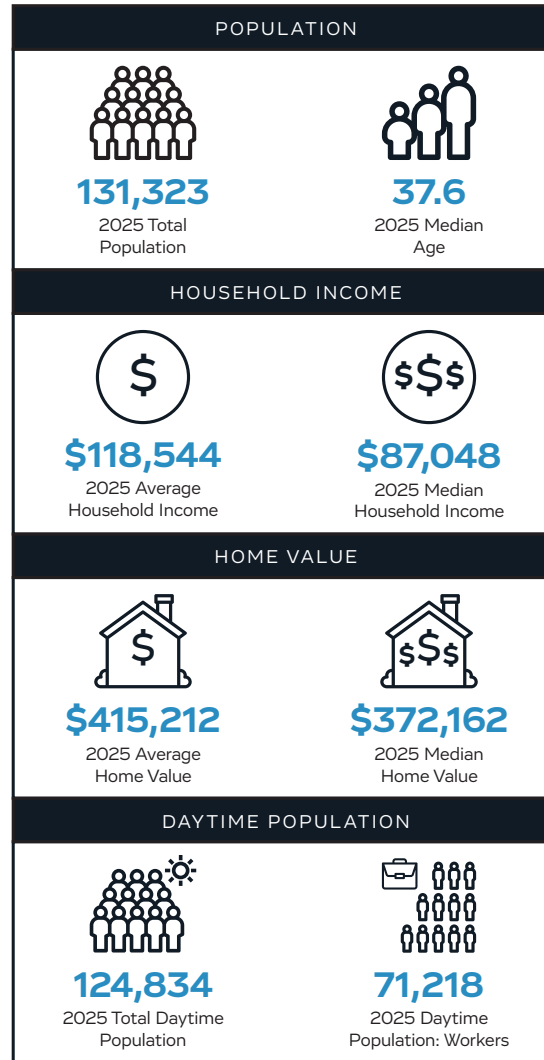 POPULATION
131,323
2025 Total
Population
37.6
2025 Median
Age
HOUSEHOLD INCOME
$
$118,544
2025 Average
Household Income
$$$
$87,048
2025 Median
Household Income
HOME VALUE
$
$415,212
2025 Average
Home Value
$$$
$372,162
2025 Median
Home Value
DAYTIME POPULATION
124,834
2025 Total Daytime
Population
71,218
2025 Daytime
Population: Workers